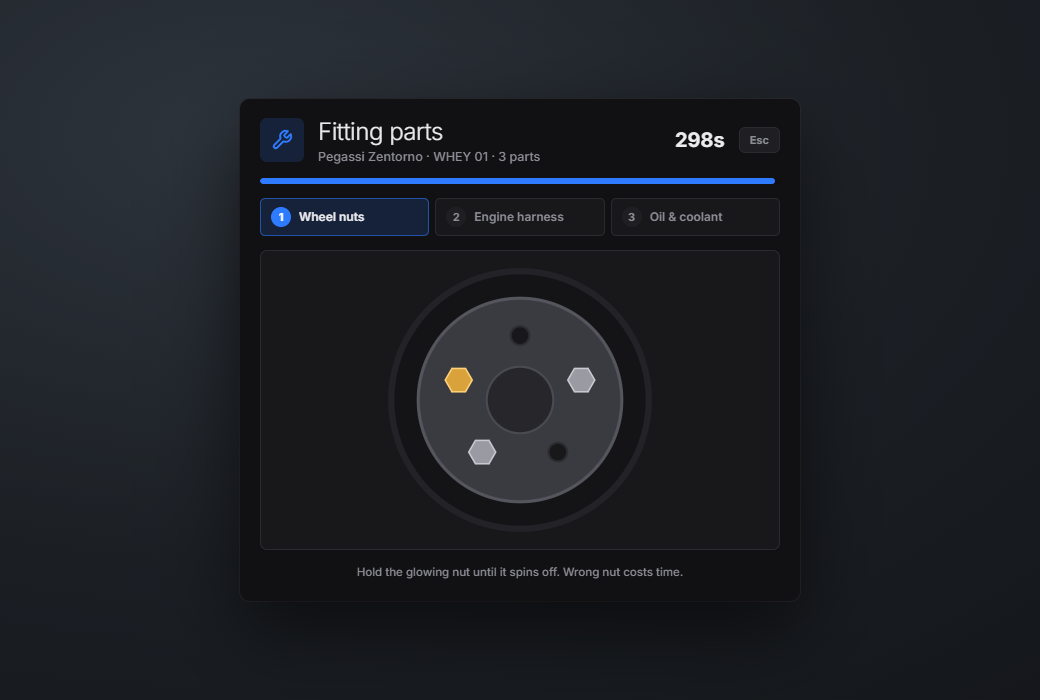 Fitting parts
Pegassi Zentorno · WHEY 01 · 3 parts
298s
Esc
1 Wheel nuts
2 Engine harness
3 Oil & coolant
Hold the glowing nut until it spins off. Wrong nut costs time.